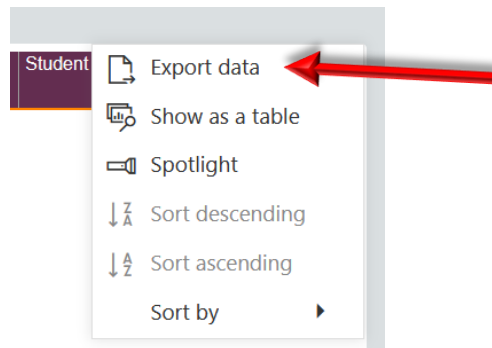 Student
Export data
Show as a table
Spotlight
Sort descending
Sort ascending
Sort by